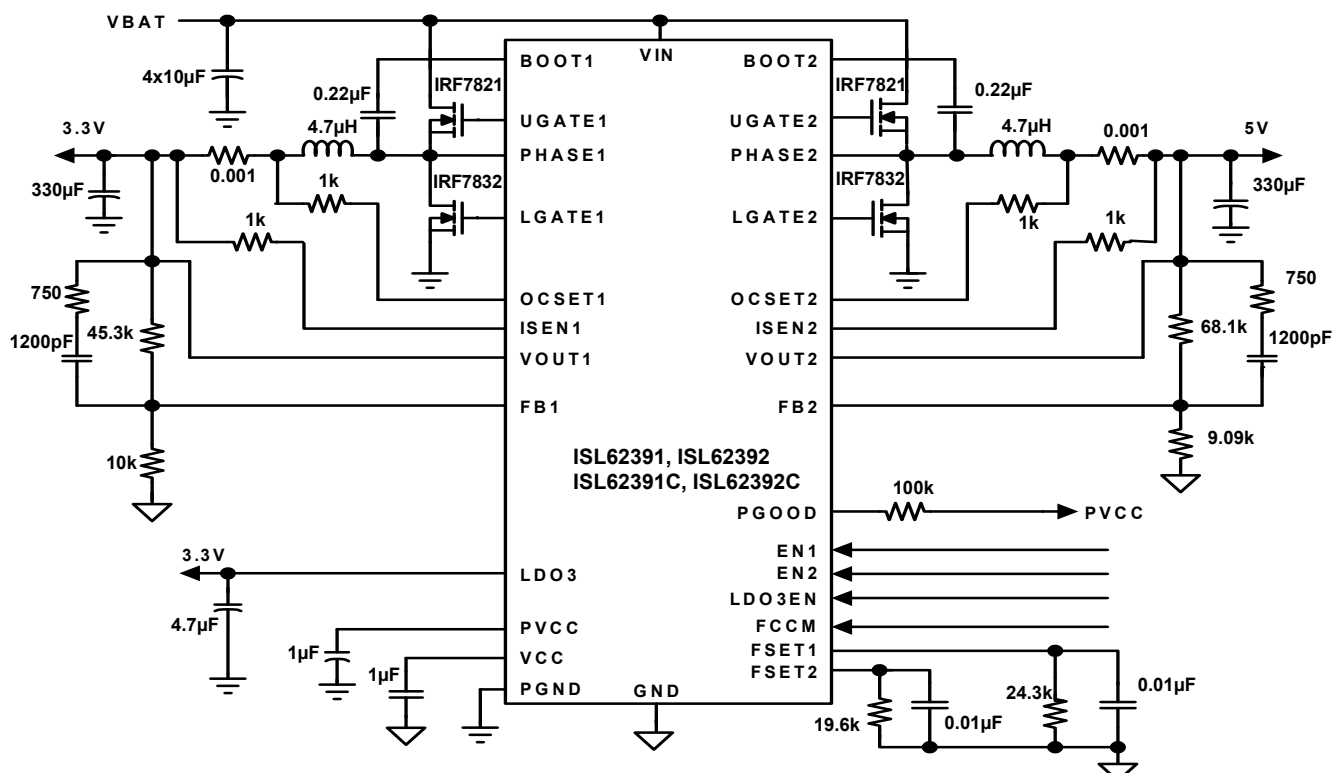 VBAT
4x10µF
3.3V
330µF
0.001
4.7µH
0.22µF
IRF7821
IRF7832
1k
1k
750
1200pF
45.3k
10k
3.3V
4.7µF
1µF
1µF
BOOT1
UGATE1
PHASE1
LGATE1
OCSET1
ISEN1
VOUT1
FB1
LDO3
PVCC
VCC
PGND
VIN
ISL62391, ISL62392
ISL62391C, ISL62392C
GND
BOOT2
UGATE2
PHASE2
LGATE2
OCSET2
ISEN2
VOUT2
FB2
PGOOD
EN1
EN2
LDO3EN
FCCM
FSET1
FSET2
IRF7821
0.22µF
4.7µH
0.001
5V
330µF
IRF7832
1k
1k
750
68.1k
1200pF
9.09k
100k
PVCC
19.6k
0.01µF
24.3k
0.01µF